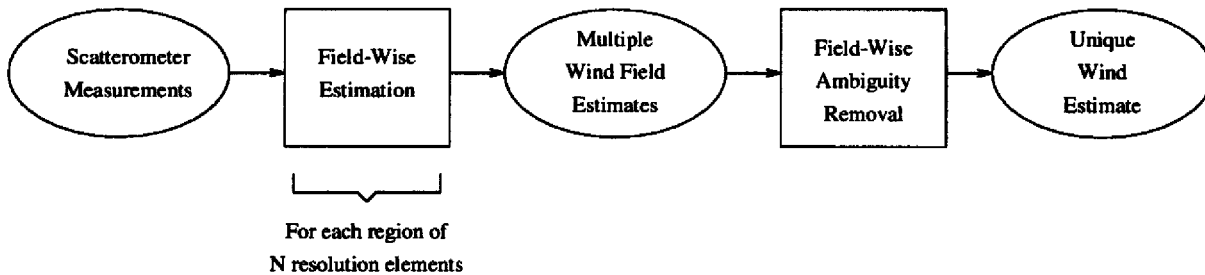 Scatterometer
Measurements
Field-Wise
Estimation
Multiple
Wind Field
Estimates
Field-Wise
Ambiguity
Removal
Unique
Wind
Estimate
For each region of
N resolution elements